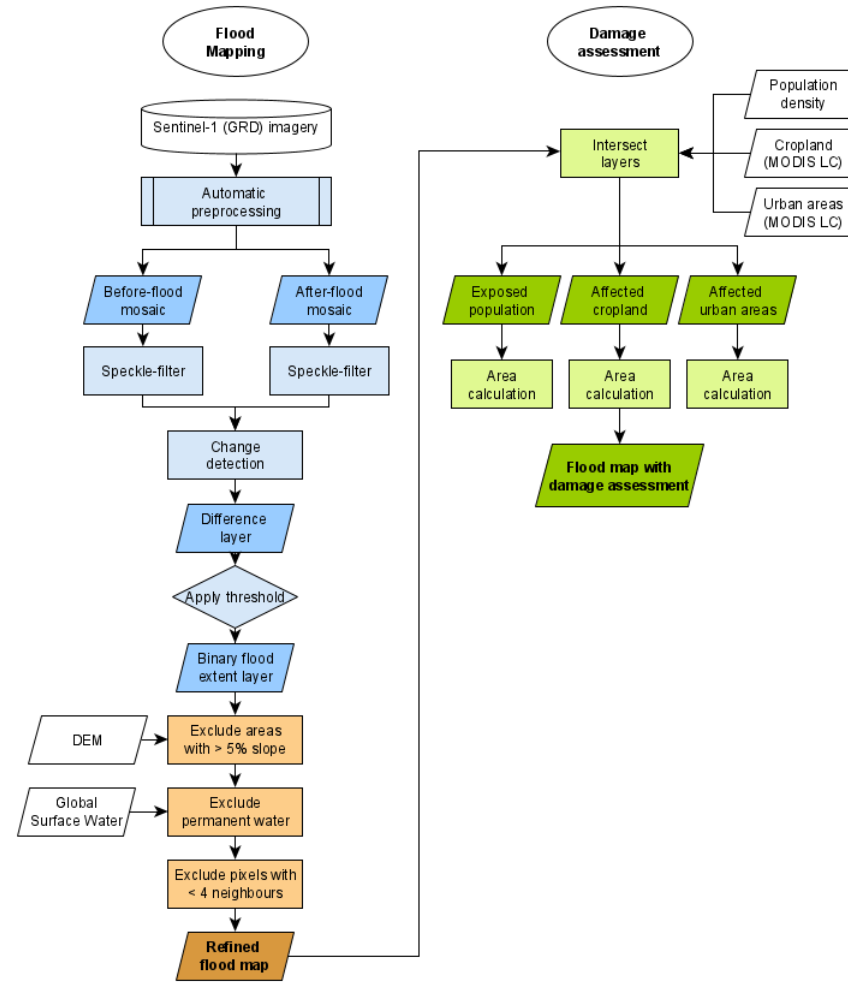 Flood
Mapping
Sentinel-1 (GRD) imagery
Automatic
preprocessing
Before-flood
mosaic
After-flood
mosaic
Speckle-filter
Speckle-filter
Change
detection
Difference
layer
Apply threshold
Binary flood
extent layer
DEM
Exclude areas
with > 5% slope
Global
Surface Water
Exclude
permanent water
Exclude pixels with
< 4 neighbours
Refined
flood map
Damage
assessment
Population
density
Intersect
layers
Cropland
(MODIS LC)
Urban areas
(MODIS LC)
Exposed
population
Affected
cropland
Affected
urban areas
Area
calculation
Area
calculation
Area
calculation
Flood map with
damage assessment